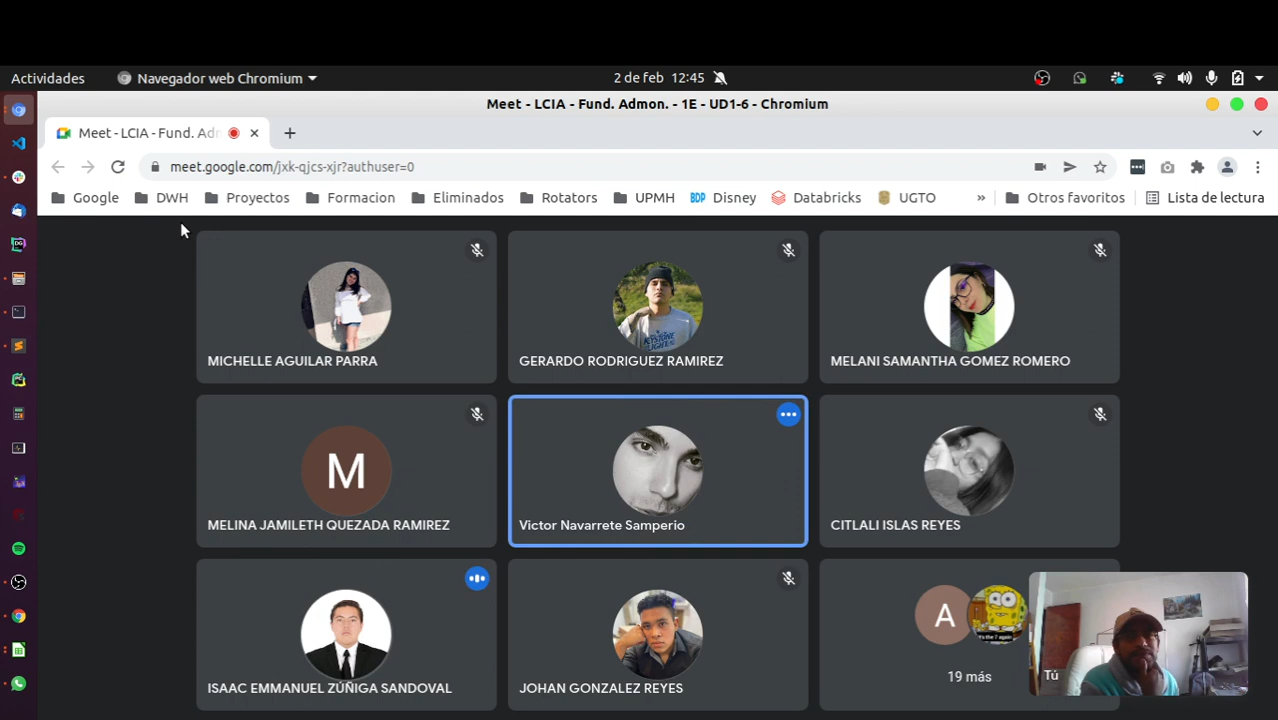 Actividades
Navegador web Chromium
2 de feb 12:45
Meet - LCIA - Fund. Admon. - 1E - UD1-6 - Chromium
Meet - LCIA - Fund. Adn
meet.google.com/jxk-qjcs-xjr?authuser=0
Google DWH Proyectos Formacion Eliminados Rotators UPMH BDP Disney Databricks UGTO » Otros favoritos Lista de lectura
MICHELLE AGUILAR PARRA
GERARDO RODRIGUEZ RAMIREZ
MELANI SAMANTHA GOMEZ ROMERO
M
MELINA JAMILETH QUEZADA RAMIREZ
Victor Navarrete Samperio
CITLALI ISLAS REYES
ISAAC EMMANUEL ZÚÑIGA SANDOVAL
JOHAN GONZALEZ REYES
A
19 más
Tú